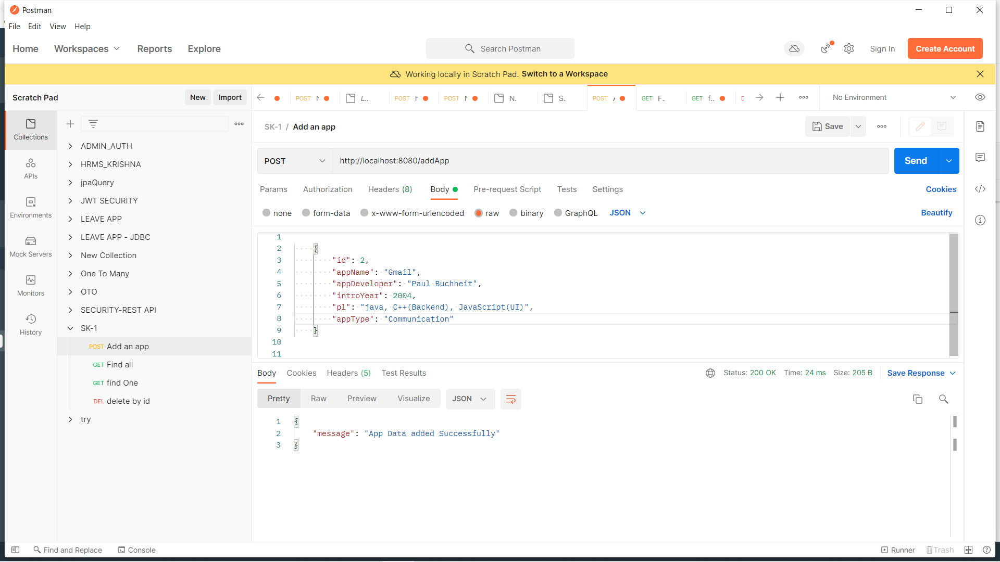 Postman
File Edit View Help
Home Workspaces Reports Explore
Search Postman
Sign In
Create Account
Working locally in Scratch Pad. Switch to a Workspace
Scratch Pad
New
Import
POST
L..
POST
POST
N.
S.
POST
GET F..
GET f..
No Environment
Collections
APIs
Environments
Mock Servers
Monitors
History
ADMIN_AUTH
HRMS_KRISHNA
jpaQuery
JWT SECURITY
LEAVE APP
LEAVE APP - JDBC
New Collection
One To Many
OTO
SECURITY-REST API
SK-1
POST Add an app
GET Find all
GET find One
DEL delete by id
try
SK-1 / Add an app
Save
POST
http://localhost:8080/addApp
Send
Params Authorization Headers (8) Body Pre-request Script Tests Settings
Cookies
none form-data x-www-form-urlencoded raw binary GraphQL JSON
Beautify
1
2 {
3 "id": 2,
4 "appName": "Gmail",
5 "appDeveloper": "Paul Buchheit",
6 "introYear": 2004,
7 "pl": "java, C++(Backend), JavaScript(UI)",
8 "appType": "Communication"
9 }
10
11
Body Cookies Headers (5) Test Results
Status: 200 OK Time: 24 ms Size: 205 B
Save Response
Pretty Raw Preview Visualize JSON
1 {
2 "message": "App Data added Successfully"
3 }
Find and Replace
Console
Runner
Trash